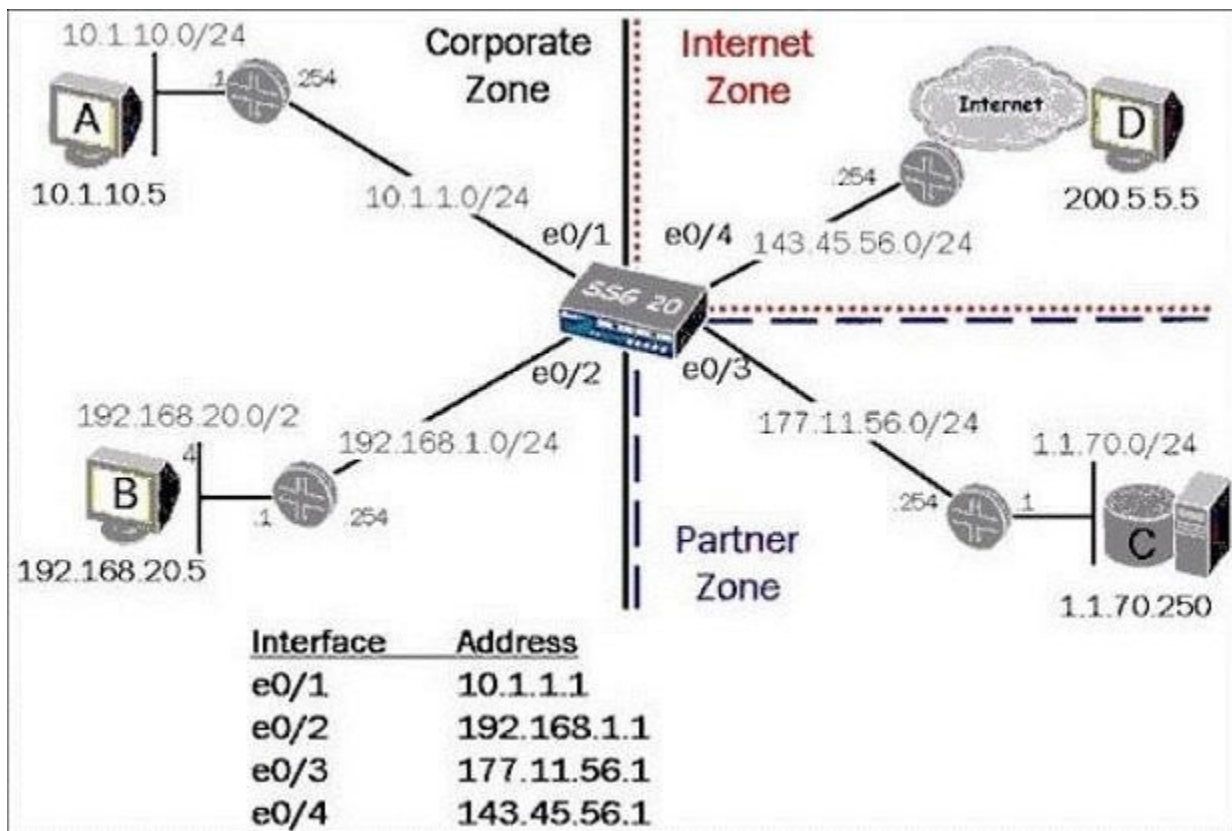 10.1.10.0/24
.1
.254
A
10.1.10.5
10.1.1.0/24
Corporate
Zone
Internet
Zone
Internet
D
200.5.5.5
.254
143.45.56.0/24
e0/1
e0/4
SSG 20
e0/2
e0/3
192.168.20.0/2
4
B
192.168.20.5
.1
.254
192.168.1.0/24
177.11.56.0/24
1.1.70.0/24
.254
.1
C
1.1.70.250
Partner
Zone
Interface Address
e0/1 10.1.1.1
e0/2 192.168.1.1
e0/3 177.11.56.1
e0/4 143.45.56.1